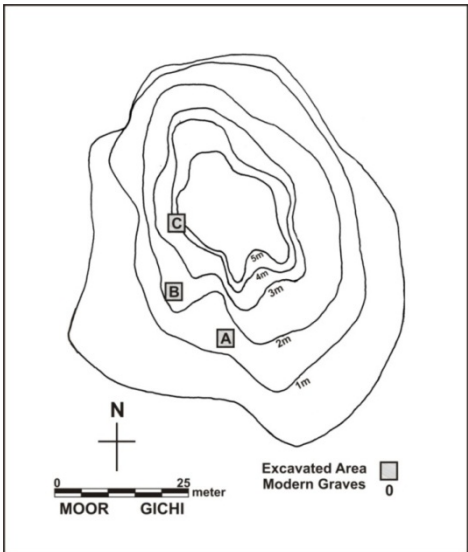 C
5m
4m
B
3m
A
2m
1m
N
0 25
meter
MOOR GICHI
Excavated Area
Modern Graves
0